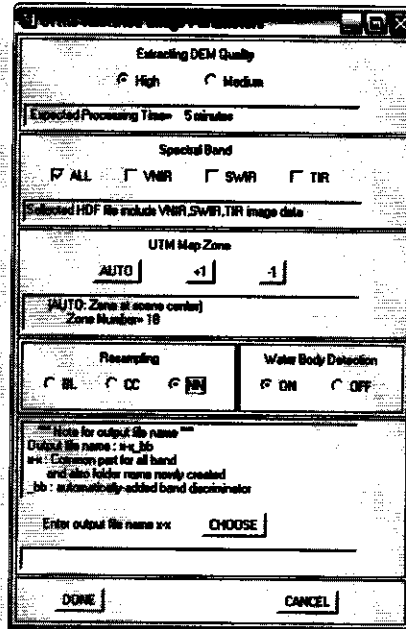 Extracting DEM Quality
High Medium
Expected Processing Time= 5 minutes
Spectral Band
ALL VNIR SWIR TIR
Selected HDF file include VNIR,SWIR,TIR image data
UTM Map Zone
AUTO +1 -1
(AUTO: Zone at scene center)
Zone Number= 18
Resampling Water Body Detection
BL CC NN ON OFF
*** Note for output file name ***
Output file name : x-x_bb
x-x : Common part for all band
and also folder name newly created
_bb : automatically-added band discriminator
Enter output file name x-x CHOOSE
DONE CANCEL